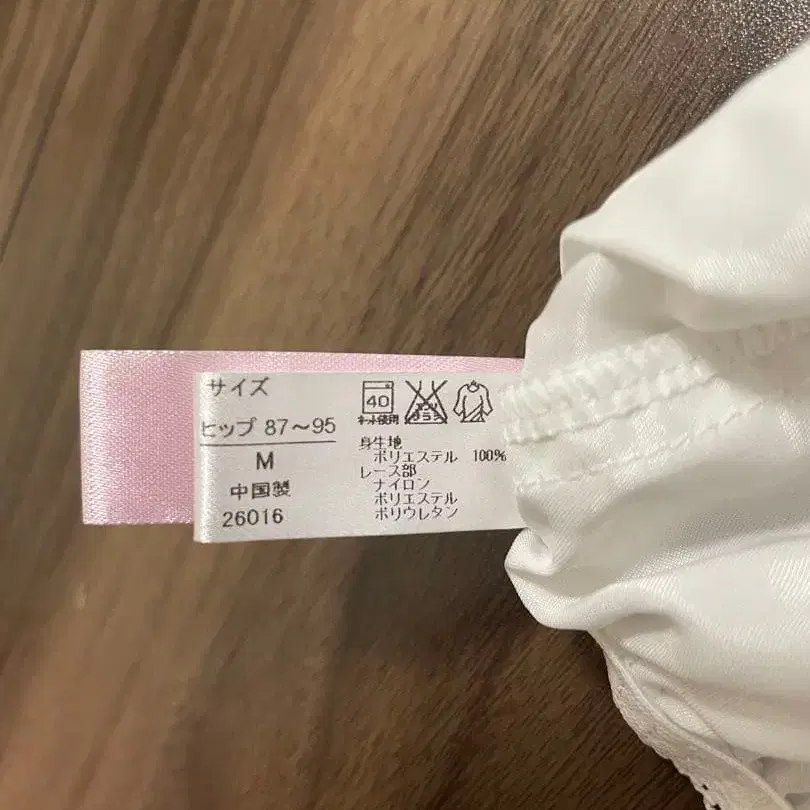 サイズ
ヒップ 87〜95
M
中国製
26016
40
ネット使用
身生地
ポリエステル 100%
レース部
ナイロン
ポリエステル
ポリウレタン